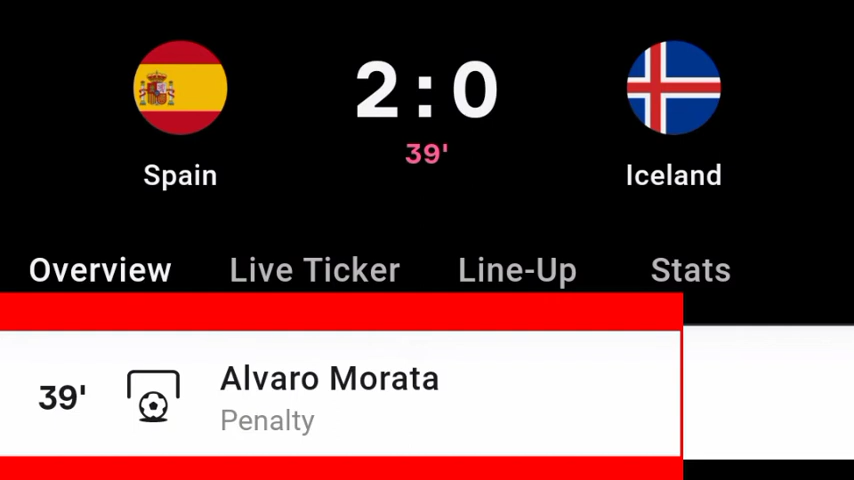 2:0
39'
Spain Iceland
Overview Live Ticker Line-Up Stats
39' Alvaro Morata
Penalty